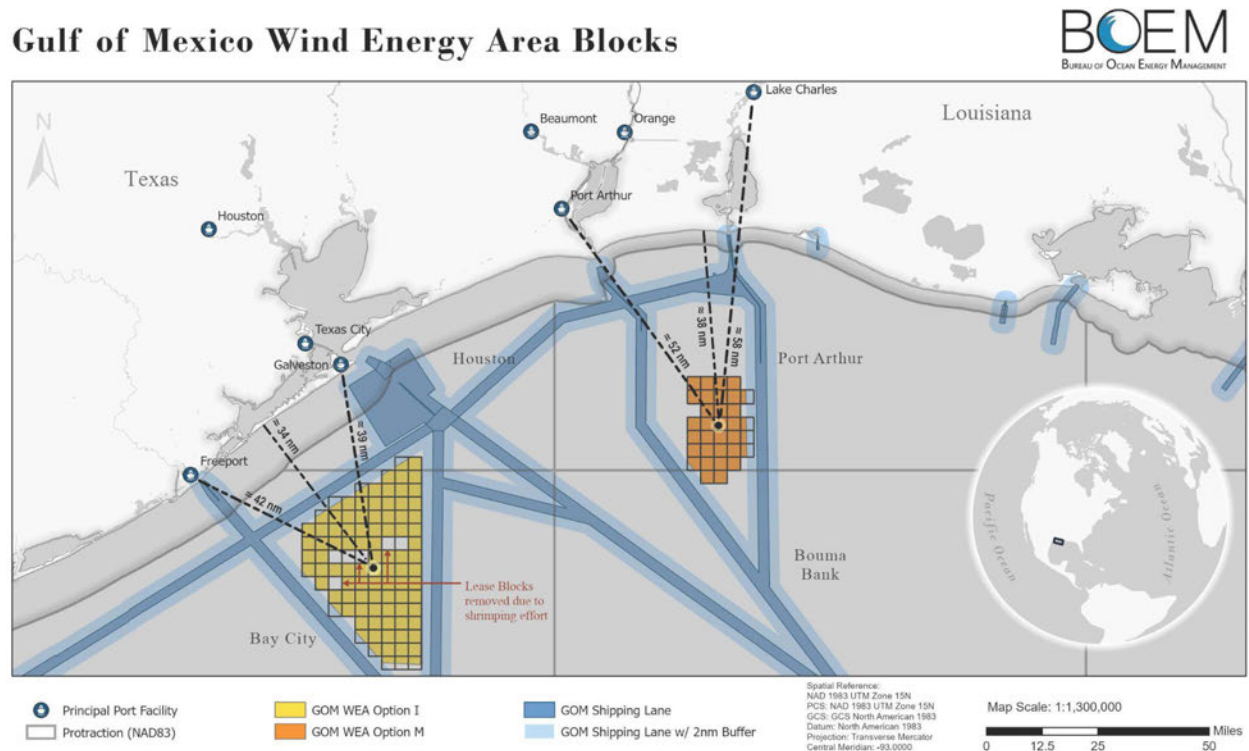 Gulf of Mexico Wind Energy Area Blocks
BOEM
BUREAU OF OCEAN ENERGY MANAGEMENT
N
Lake Charles
Beaumont
Orange
Louisiana
Texas
Port Arthur
Houston
≈ 38 nm
≈ 58 nm
≈ 52 nm
Texas City
Galveston
Houston
Port Arthur
≈ 34 nm
≈ 39 nm
Freeport
≈ 42 nm
Pacific Ocean
Atlantic Ocean
Bouma
Bank
Lease Blocks
removed due to
shrimping effort
Bay City
Principal Port Facility
Protraction (NAD83)
GOM WEA Option I
GOM WEA Option M
GOM Shipping Lane
GOM Shipping Lane w/ 2nm Buffer
Spatial Reference:
NAD 1983 UTM Zone 15N
PCS: NAD 1983 UTM Zone 15N
GCS: GCS North American 1983
Datum: North American 1983
Projection: Transverse Mercator
Central Meridian: -93.0000
Map Scale: 1:1,300,000
Miles
0 12.5 25 50